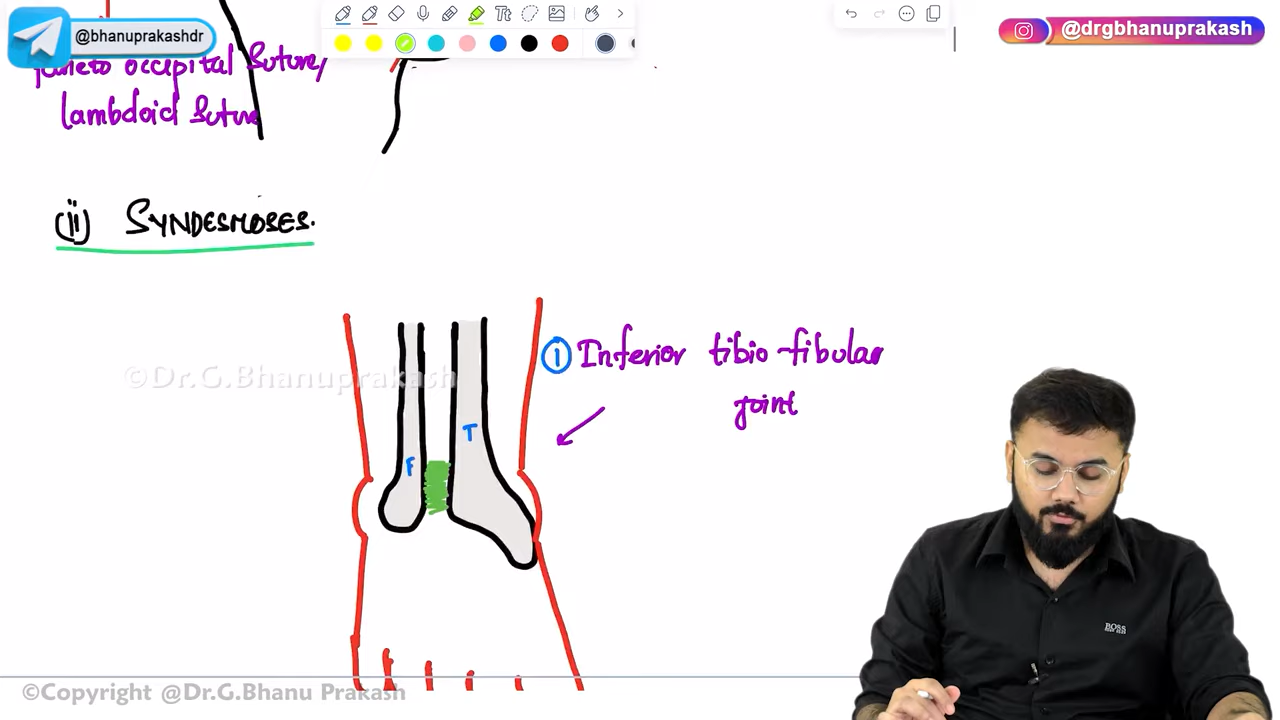 @bhanuprakashdr
@drgbhanuprakash
Tt
occipital suture,
lambdoid suture
(ii) SYNDESMOSES.
① Inferior tibio-fibular
joint
©Dr.G.Bhanuprakash
T
F
BOSS
©Copyright @Dr.G.Bhanu Prakash